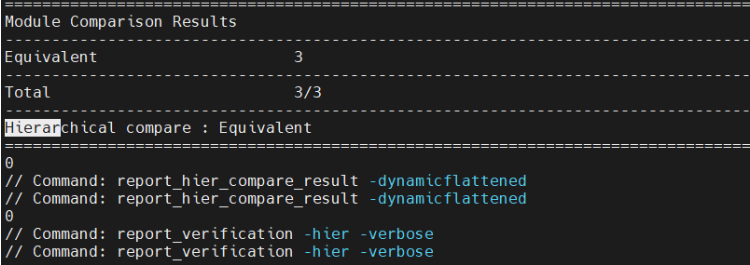 Module Comparison Results
Equivalent 3
Total 3/3
Hierarchical compare : Equivalent
0
// Command: report_hier_compare_result -dynamicflattened
// Command: report_hier_compare_result -dynamicflattened
0
// Command: report_verification -hier -verbose
// Command: report_verification -hier -verbose